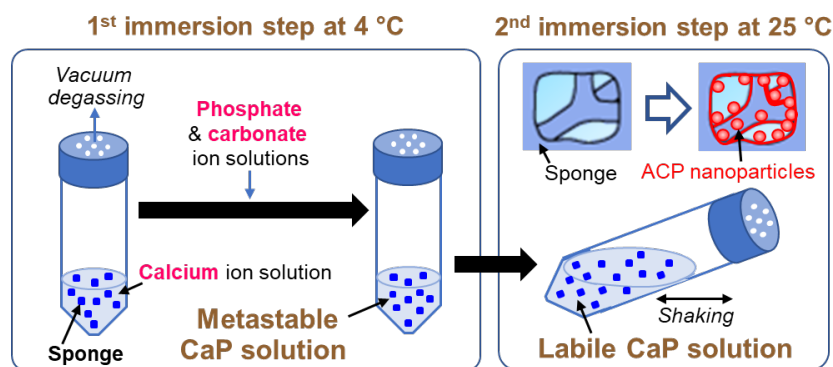 1st immersion step at 4 °C
Vacuum
degassing
Phosphate
& carbonate
ion solutions
Calcium ion solution
Sponge
Metastable
CaP solution
2nd immersion step at 25 °C
Sponge
ACP nanoparticles
Shaking
Labile CaP solution